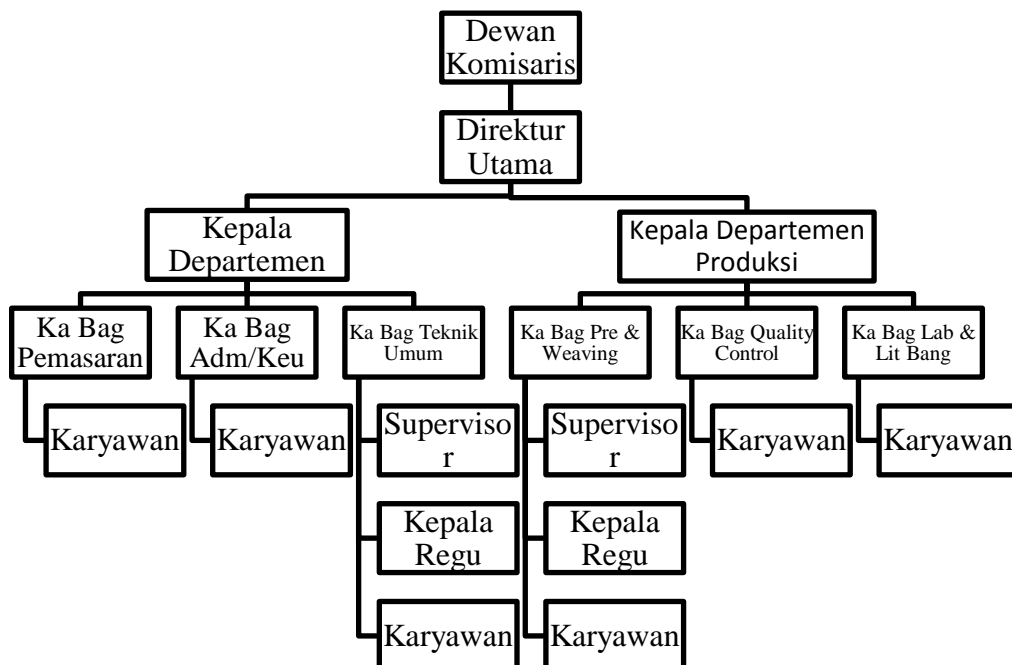 Dewan
Komisaris
Direktur
Utama
Kepala
Departemen
Kepala Departemen
Produksi
Ka Bag
Pemasaran
Ka Bag
Adm/Keu
Ka Bag Teknik
Umum
Ka Bag Pre &
Weaving
Ka Bag Quality
Control
Ka Bag Lab &
Lit Bang
Karyawan
Karyawan
Superviso
r
Superviso
r
Karyawan
Karyawan
Kepala
Regu
Kepala
Regu
Karyawan
Karyawan